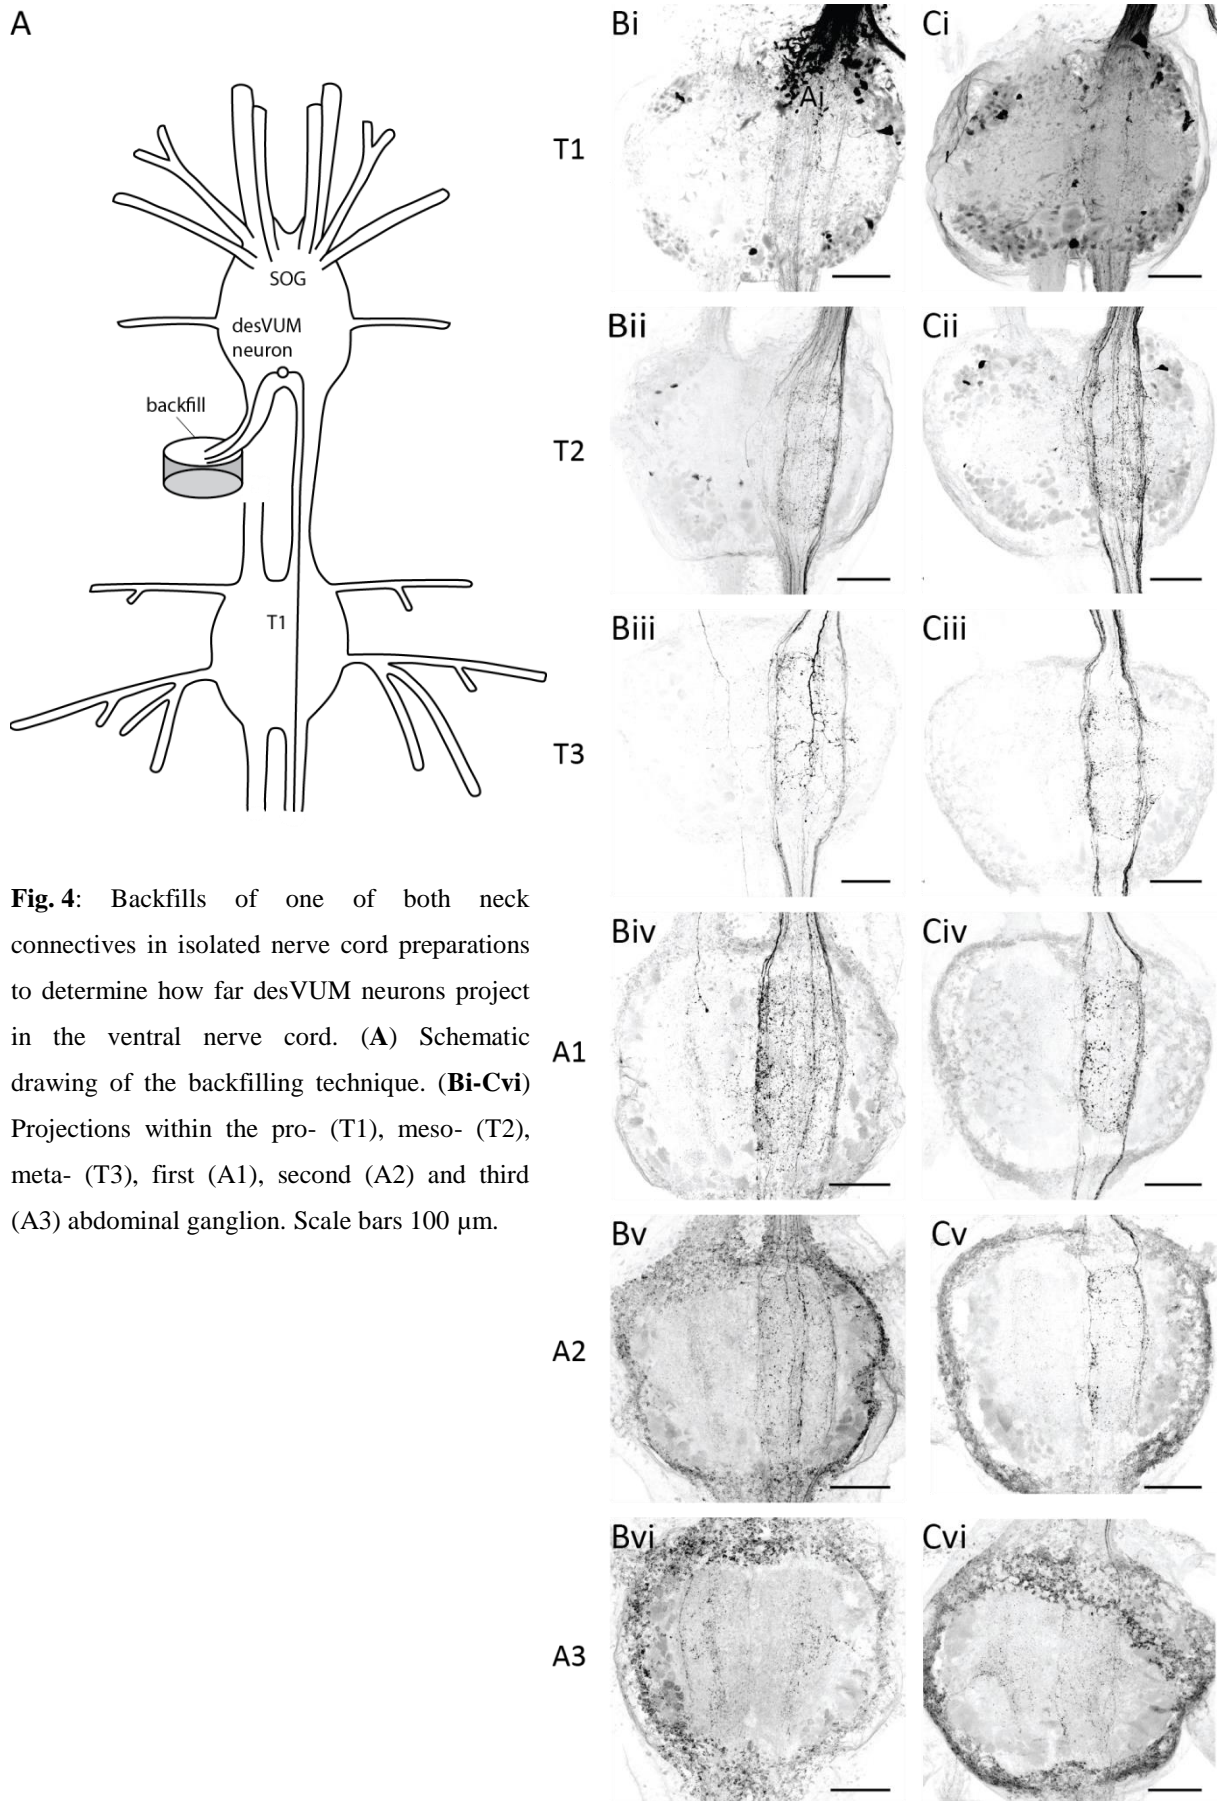 A
SOG
desVUM
neuron
backfill
T1
Fig. 4: Backfills of one of both neck
connectives in isolated nerve cord preparations
to determine how far desVUM neurons project
in the ventral nerve cord. (A) Schematic
drawing of the backfilling technique. (Bi-Cvi)
Projections within the pro- (T1), meso- (T2),
meta- (T3), first (A1), second (A2) and third
(A3) abdominal ganglion. Scale bars 100 µm.
Bi
Ci
Ai
T1
Bii
Cii
T2
Biii
Ciii
T3
Biv
Civ
A1
Bv
Cv
A2
Bvi
Cvi
A3